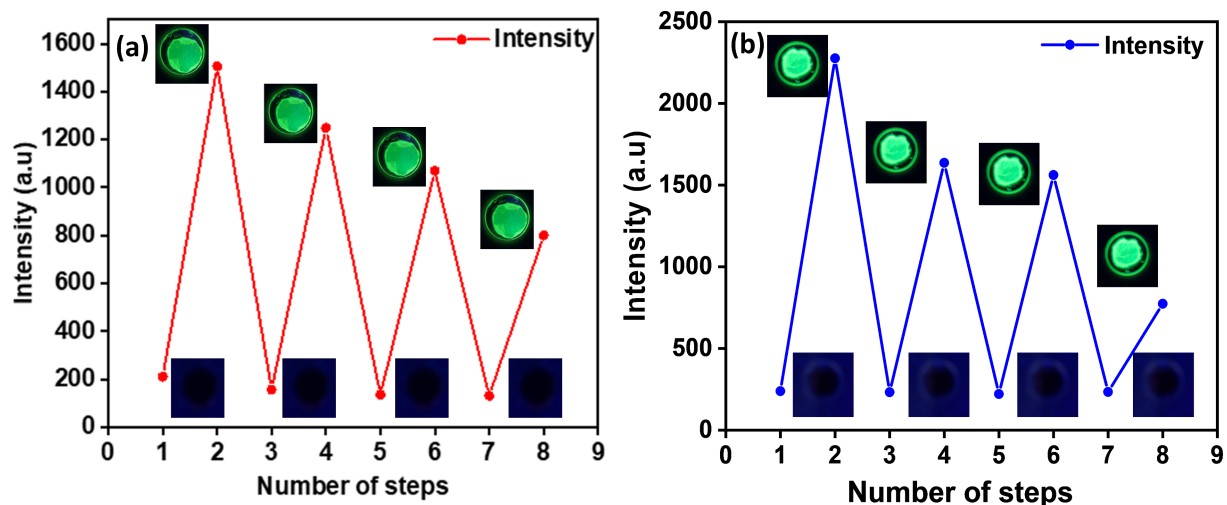 (a)
Intensity
1600
1400
1200
1000
800
600
400
200
0
Intensity (a.u)
0 1 2 3 4 5 6 7 8 9
Number of steps
(b)
Intensity
2500
2000
1500
1000
500
0
Intensity (a.u)
0 1 2 3 4 5 6 7 8 9
Number of steps